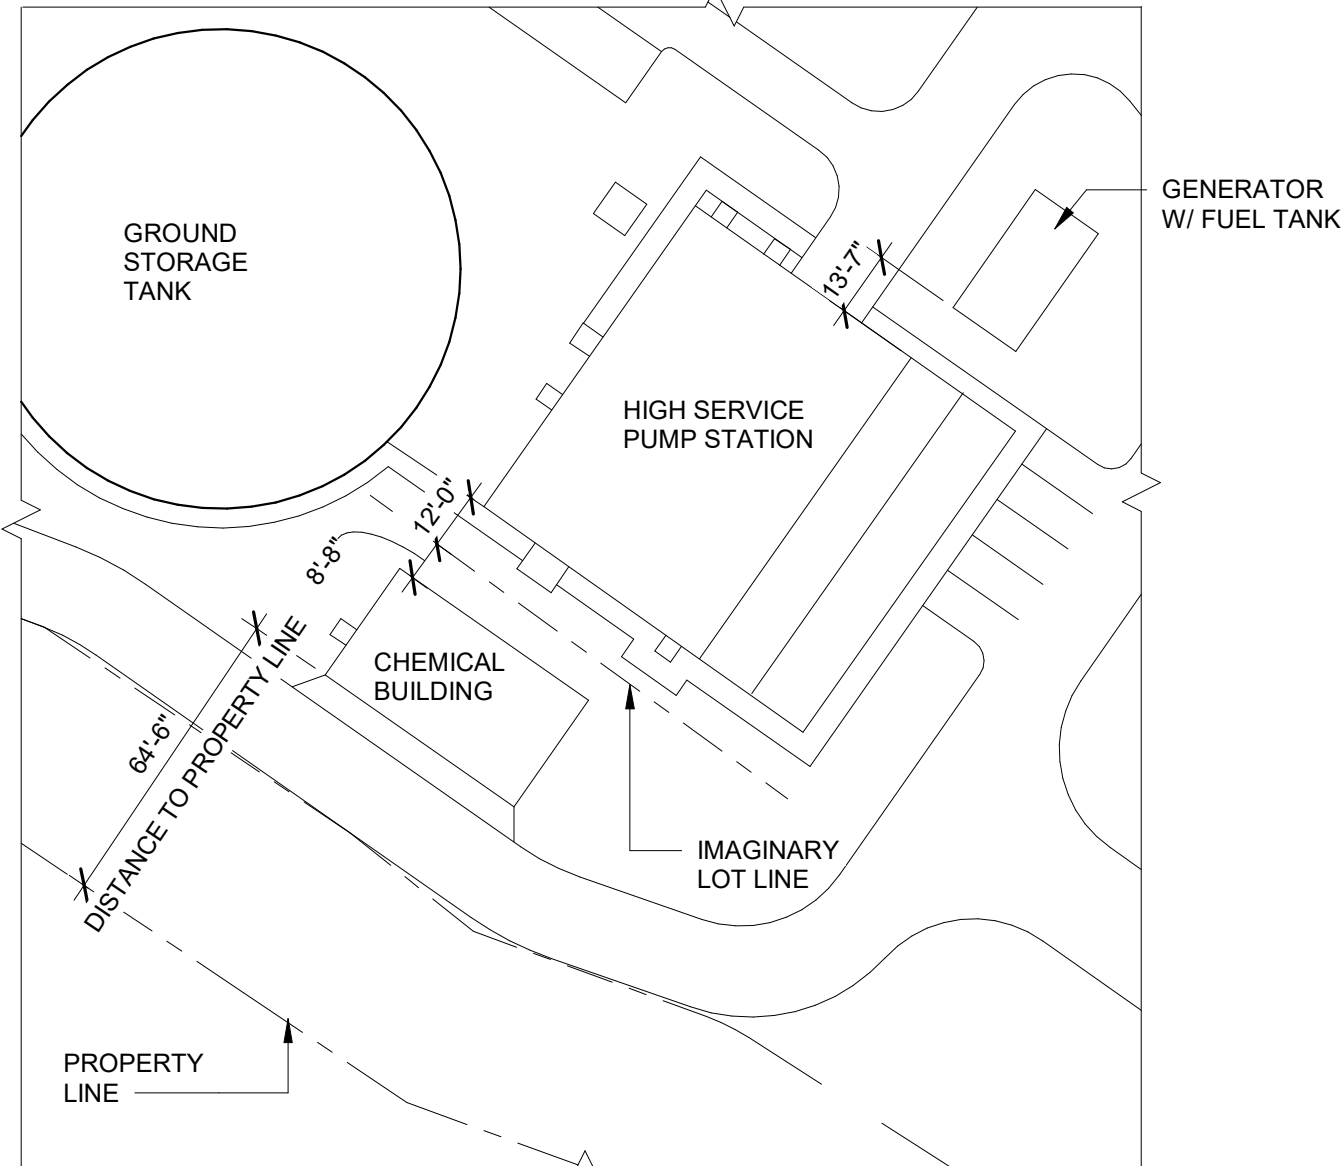 GENERATOR
W/ FUEL TANK
GROUND
STORAGE
TANK
13'-7"
HIGH SERVICE
PUMP STATION
12'-0"
8'-8"
CHEMICAL
BUILDING
64'-6"
DISTANCE TO PROPERTY LINE
IMAGINARY
LOT LINE
PROPERTY
LINE